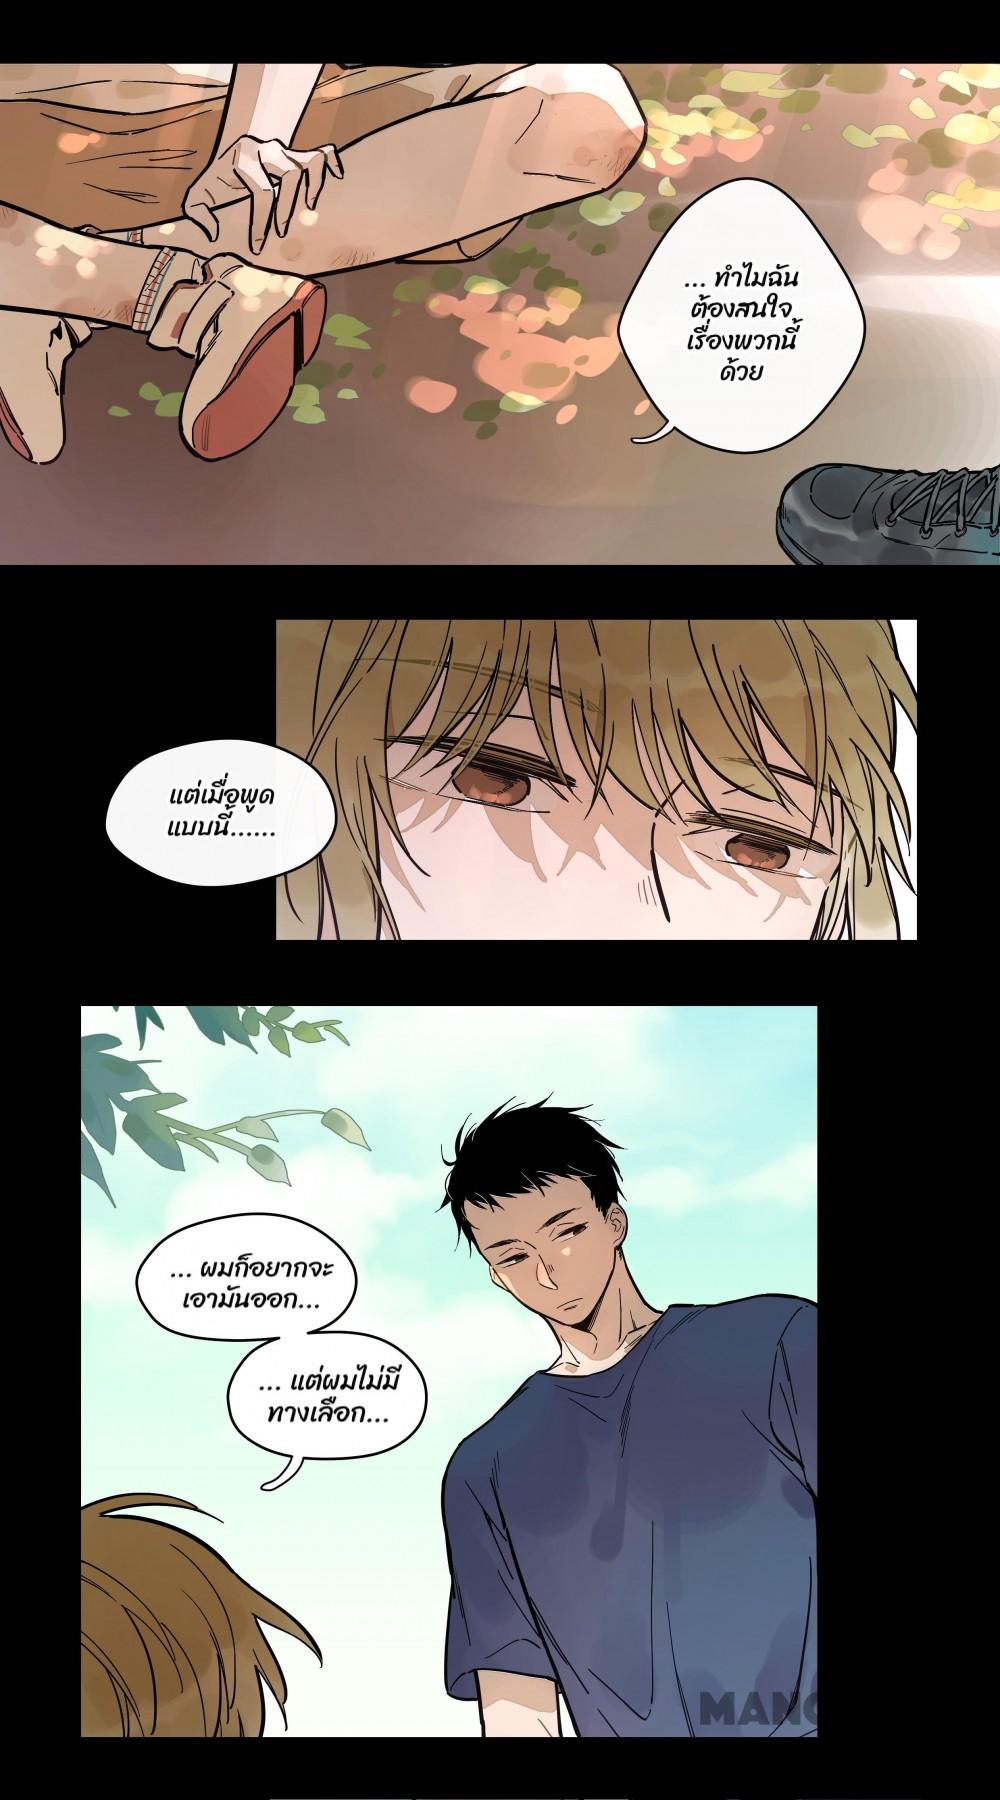 ... ทำไมฉัน
ต้องสนใจ
เรื่องพวกนี้
ด้วย
แต่เมื่อพูด
แบบนี้......
... ผมก็อยากจะ
เอามันออก...
... แต่ผมไม่มี
ทางเลือก...